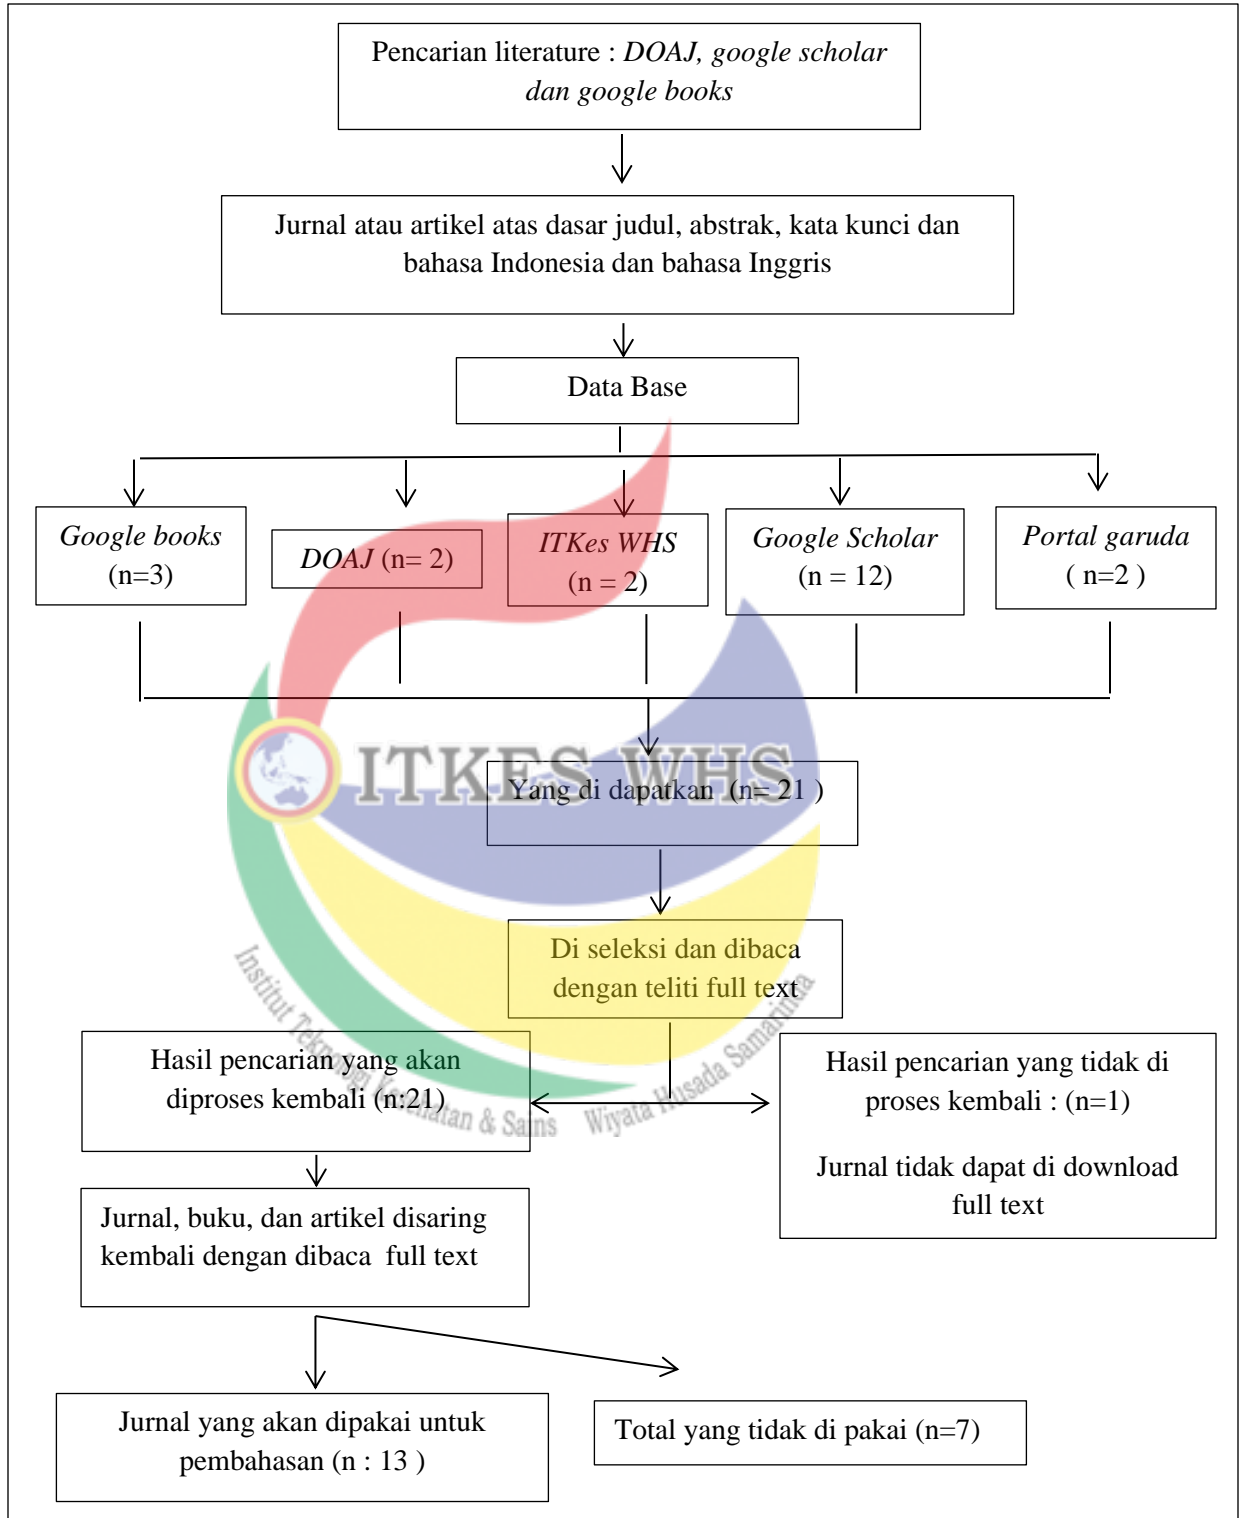 Pencarian literature : DOAJ, google scholar
dan google books
Jurnal atau artikel atas dasar judul, abstrak, kata kunci dan
bahasa Indonesia dan bahasa Inggris
Data Base
Google books
(n=3)
DOAJ (n= 2)
ITKes WHS
(n = 2)
Google Scholar
(n = 12)
Portal garuda
( n=2 )
ITKES WHS
Yang di dapatkan (n= 21 )
Di seleksi dan dibaca
dengan teliti full text
Institut Teknologi Kesehatan & Sains Wiyata Husada Samarinda
Hasil pencarian yang akan
diproses kembali (n:21)
Hasil pencarian yang tidak di
proses kembali : (n=1)
Jurnal tidak dapat di download
full text
Jurnal, buku, dan artikel disaring
kembali dengan dibaca full text
Jurnal yang akan dipakai untuk
pembahasan (n : 13 )
Total yang tidak di pakai (n=7)